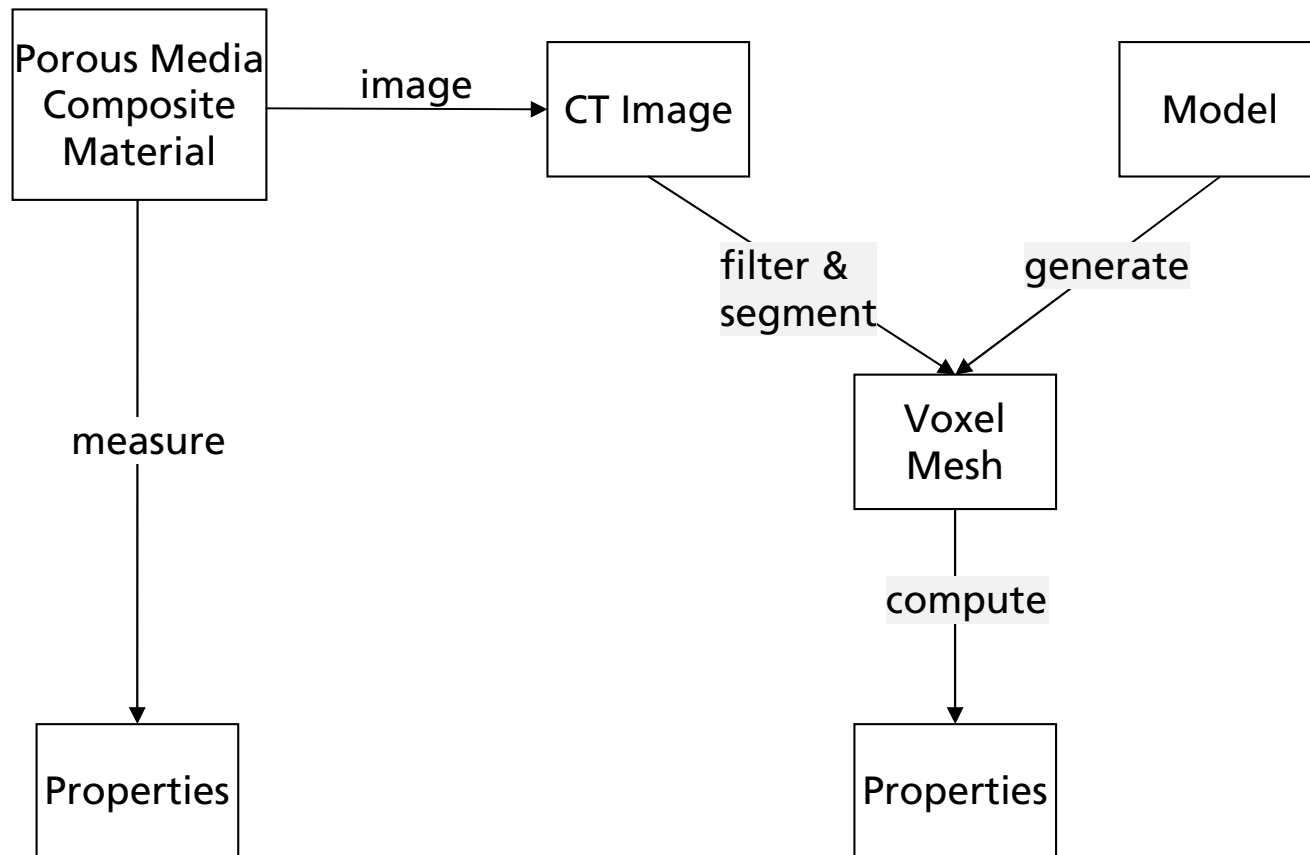 Porous Media
Composite
Material
image
CT Image
Model
filter &
segment
generate
measure
Voxel
Mesh
compute
Properties
Properties